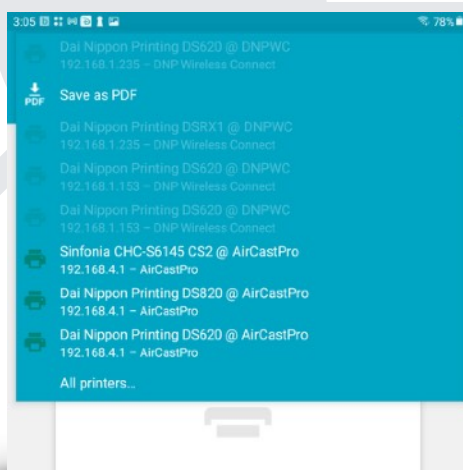 3:05
78%
Dai Nippon Printing DS620 @ DNPWC
192.168.1.235 – DNP Wireless Connect
PDF
Save as PDF
Dai Nippon Printing DSRX1 @ DNPWC
192.168.1.235 – DNP Wireless Connect
Dai Nippon Printing DS620 @ DNPWC
192.168.1.153 – DNP Wireless Connect
Dai Nippon Printing DS620 @ DNPWC
192.168.1.153 – DNP Wireless Connect
Sinfonia CHC-S6145 CS2 @ AirCastPro
192.168.4.1 – AirCastPro
Dai Nippon Printing DS820 @ AirCastPro
192.168.4.1 – AirCastPro
Dai Nippon Printing DS620 @ AirCastPro
192.168.4.1 – AirCastPro
All printers...